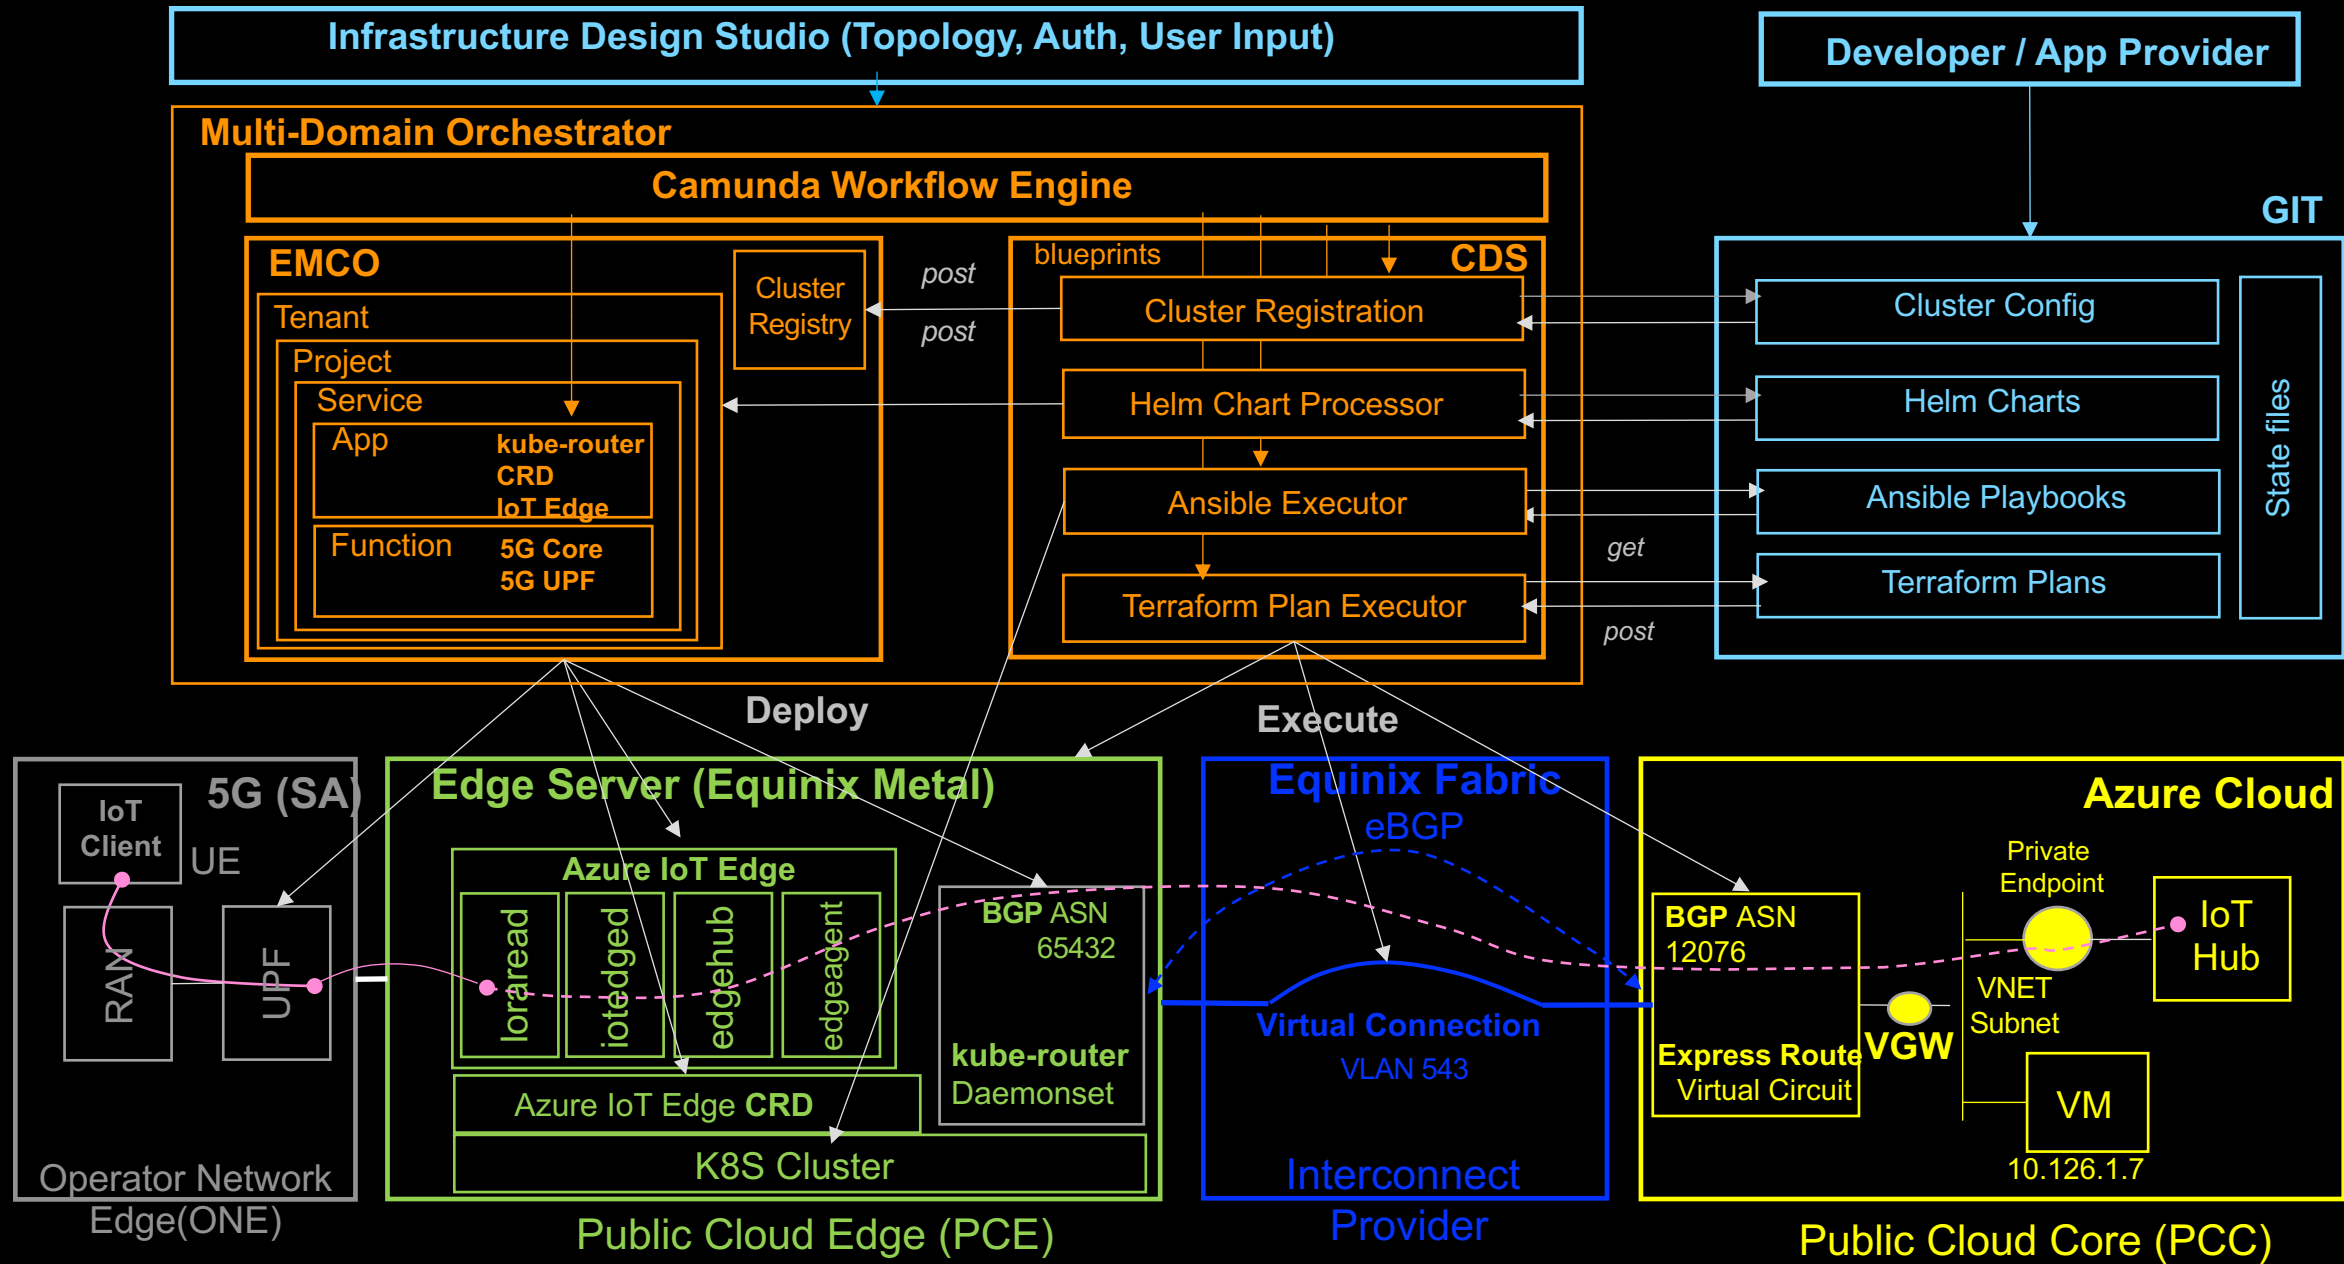 Infrastructure Design Studio (Topology, Auth, User Input)
Developer / App Provider
Multi-Domain Orchestrator
Camunda Workflow Engine
GIT
EMCO
Cluster
Registry
post
post
blueprints
CDS
Tenant
Project
Service
App
kube-router
CRD
IoT Edge
Function
5G Core
5G UPF
Cluster Registration
Helm Chart Processor
Ansible Executor
Terraform Plan Executor
get
post
Cluster Config
Helm Charts
Ansible Playbooks
Terraform Plans
State files
Deploy
Execute
5G (SA)
IoT
Client
UE
RAN
UPF
Operator Network
Edge(ONE)
Edge Server (Equinix Metal)
Azure IoT Edge
loraread
iotedged
edgehub
edgeagent
BGP ASN
65432
kube-router
Daemonset
Azure IoT Edge CRD
K8S Cluster
Public Cloud Edge (PCE)
Equinix Fabric
eBGP
Virtual Connection
VLAN 543
Interconnect
Provider
Azure Cloud
BGP ASN
12076
Express Route
Virtual Circuit
VGW
Private
Endpoint
VNET
Subnet
IoT
Hub
VM
10.126.1.7
Public Cloud Core (PCC)